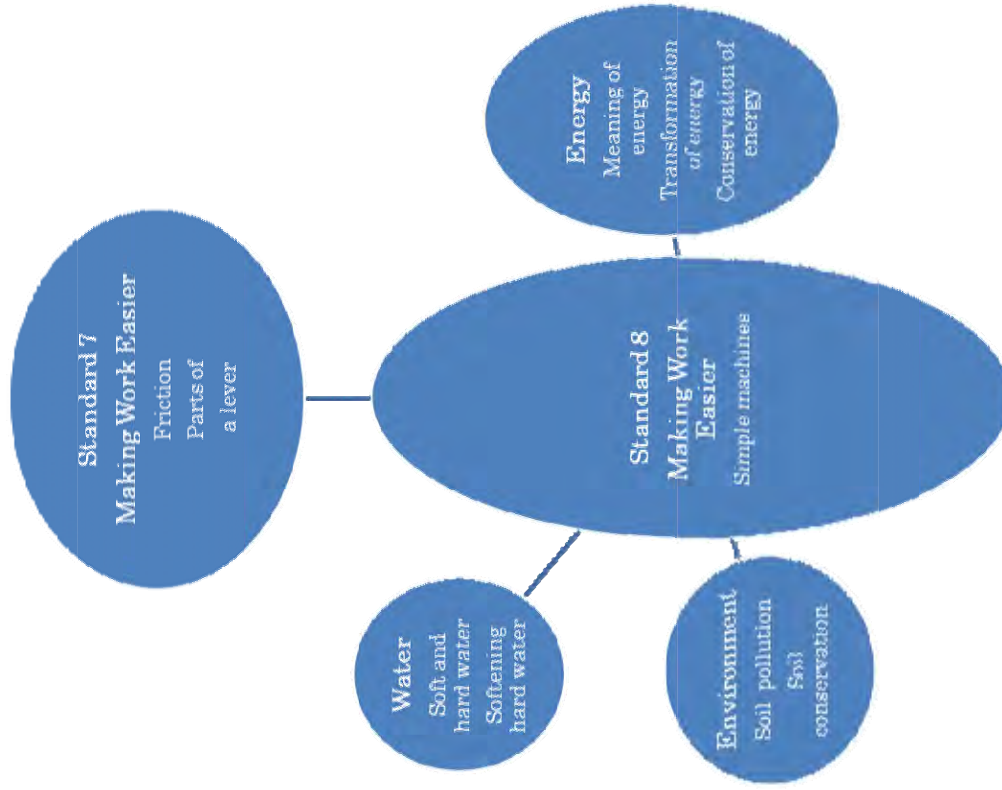 Standard 7
Making Work Easier
Friction
Parts of
a lever
Water
Soft and
hard water
Softening
hard water
Standard 8
Making Work
Easier
Simple machines
Energy
Meaning of
energy
Transformation
of energy
Conservation of
energy
Environment
Soil pollution
Soil
conservation